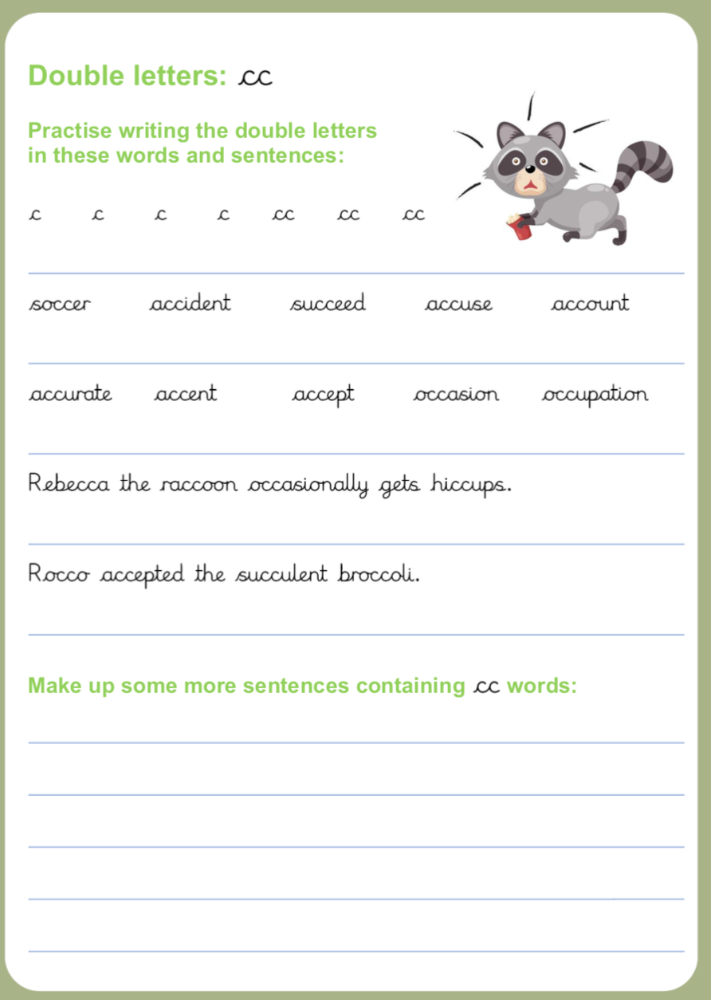 Double letters: cc
Practise writing the double letters
in these words and sentences:
c c c c cc cc cc
soccer accident succeed accuse account
accurate accent accept occasion occupation
Rebecca the raccoon occasionally gets hiccups.
Rocco accepted the succulent broccoli.
Make up some more sentences containing cc words: